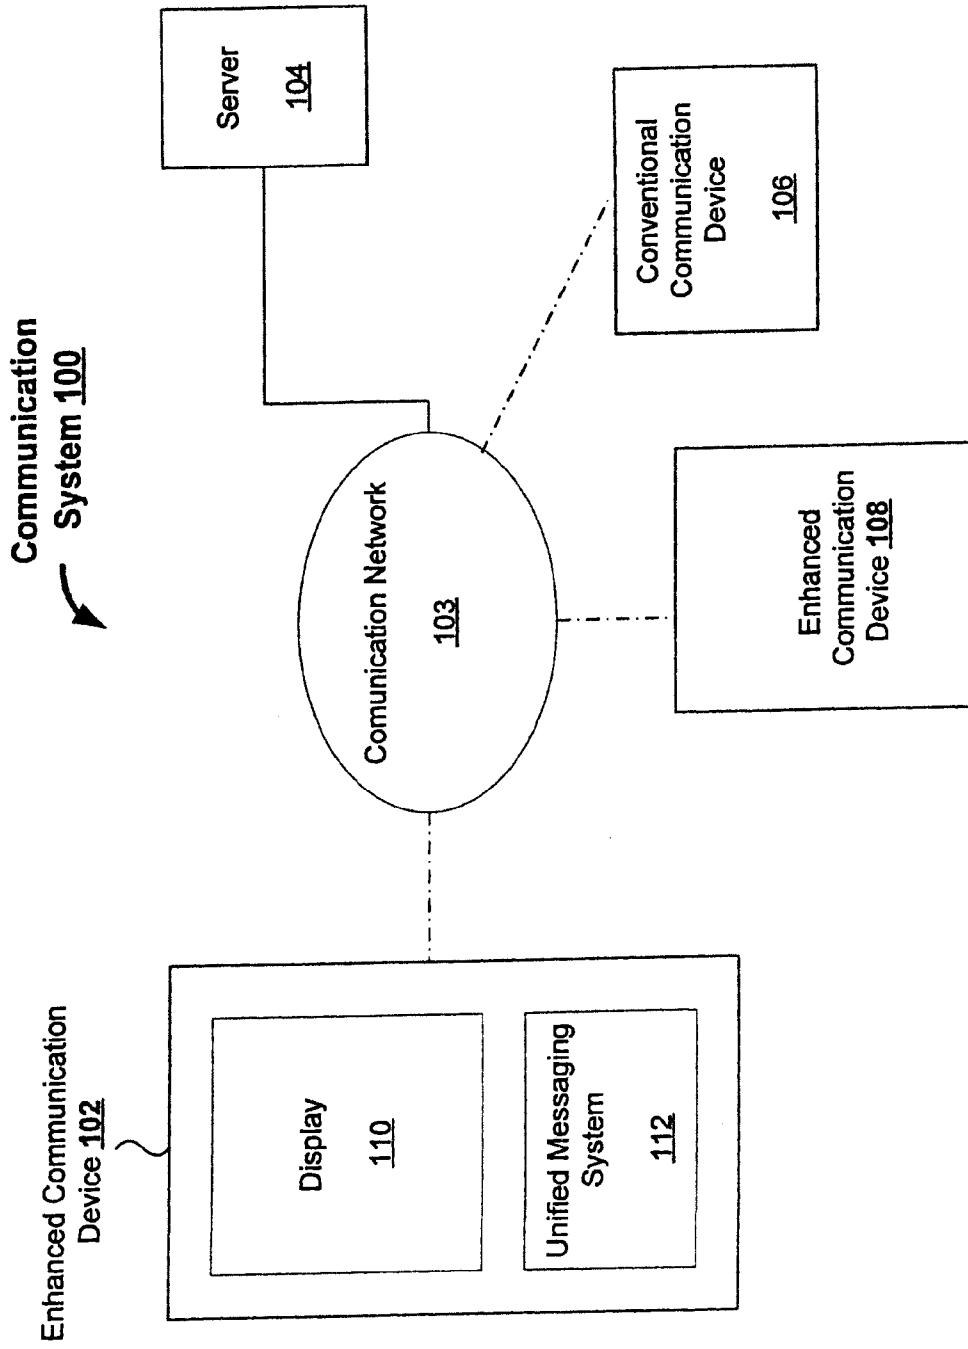 Communication
System 100
Enhanced Communication
Device 102
Display
110
Unified Messaging
System
112
Comunication Network
103
Server
104
Conventional
Communication
Device
106
Enhanced
Communication
Device 108